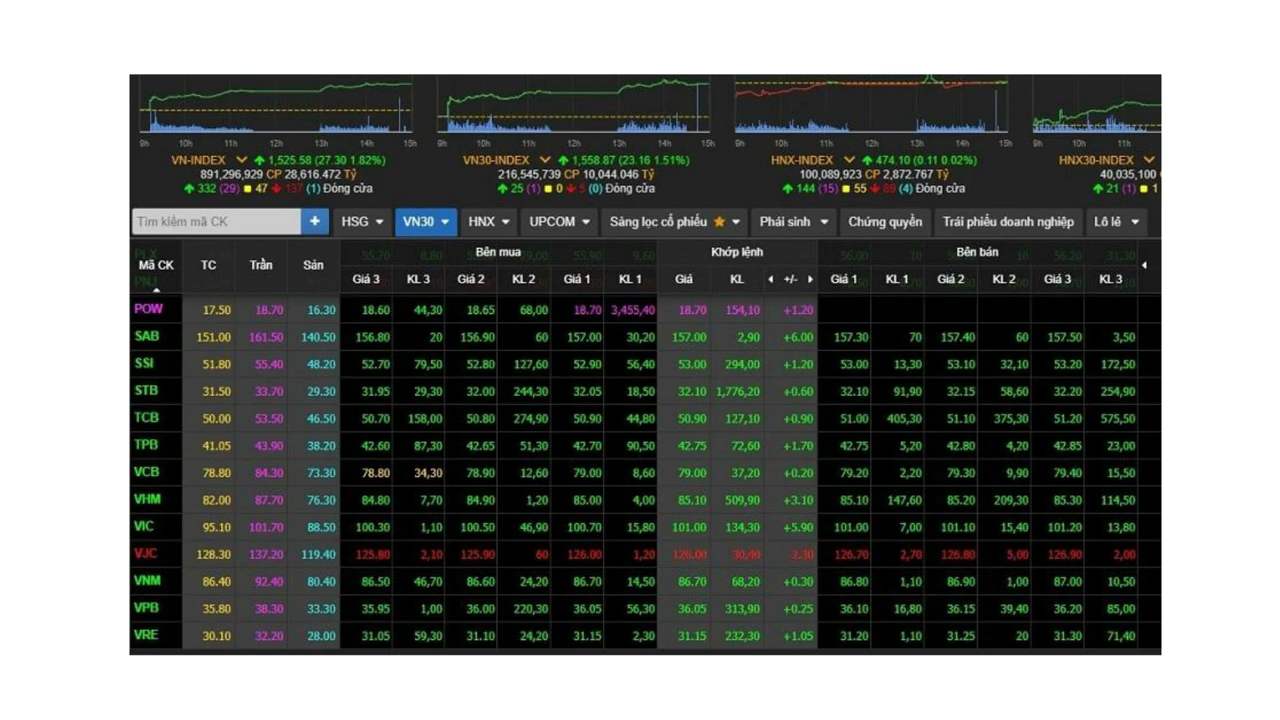 9h 10h 11h 12h 13h 14h 15h 9h 10h 11h 12h 13h 14h 15h 9h 10h 11h 12h 13h 14h 15h 9h 10h 11h
VN-INDEX 1,525.58 (27.30 1.82%) VN30-INDEX 1,558.87 (23.16 1.51%) HNX-INDEX 474.10 (0.11 0.02%) HNX30-INDEX
891,296,929 CP 28,616.472 Tỷ 216,545,739 CP 10,044.046 Tỷ 100,089,923 CP 2,872.767 Tỷ 40,035,100
332 (29) 47 137 (1) Đóng cửa 25 (1) 0 5 (0) Đóng cửa 144 (15) 55 89 (4) Đóng cửa 21 (1) 1
Tìm kiếm mã CK + HSG VN30 HNX UPCOM Sàng lọc cổ phiếu Phái sinh Chứng quyền Trái phiếu doanh nghiệp Lô lẻ
Mã CK TC Trần Sàn Bên mua Khớp lệnh Bên bán
Giá 3 KL 3 Giá 2 KL 2 Giá 1 KL 1 Giá KL +/- Giá 1 KL 1 Giá 2 KL 2 Giá 3 KL 3
POW 17.50 18.70 16.30 18.60 44,30 18.65 68,00 18.70 3,455,40 18.70 154,10 +1.20
SAB 151.00 161.50 140.50 156.80 20 156.90 60 157.00 30,20 157.00 2,90 +6.00 157.30 70 157.40 60 157.50 3,50
SSI 51.80 55.40 48.20 52.70 79,50 52.80 127,60 52.90 56,40 53.00 294,00 +1.20 53.00 13,30 53.10 32,10 53.20 172,50
STB 31.50 33.70 29.30 31.95 29,30 32.00 244,30 32.05 18,50 32.10 1,776,20 +0.60 32.10 91,90 32.15 58,60 32.20 254,90
TCB 50.00 53.50 46.50 50.70 158,00 50.80 274,90 50.90 44,80 50.90 127,10 +0.90 51.00 405,30 51.10 375,30 51.20 575,50
TPB 41.05 43.90 38.20 42.60 87,30 42.65 51,30 42.70 90,50 42.75 72,60 +1.70 42.75 5,20 42.80 4,20 42.85 23,00
VCB 78.80 84.30 73.30 78.80 34,30 78.90 12,60 79.00 8,60 79.00 37,20 +0.20 79.20 2,20 79.30 9,90 79.40 15,50
VHM 82.00 87.70 76.30 84.80 7,70 84.90 1,20 85.00 4,00 85.10 509,90 +3.10 85.10 147,60 85.20 209,30 85.30 114,50
VIC 95.10 101.70 88.50 100.30 1,10 100.50 46,90 100.70 15,80 101.00 134,30 +5.90 101.00 7,00 101.10 15,40 101.20 13,80
VJC 128.30 137.20 119.40 125.80 2,10 125.90 60 126.00 1,20 126.00 30,40 -2.30 126.70 2,70 126.80 5,00 126.90 2,00
VNM 86.40 92.40 80.40 86.50 46,70 86.60 24,20 86.70 14,50 86.70 68,20 +0.30 86.80 1,10 86.90 1,00 87.00 10,50
VPB 35.80 38.30 33.30 35.95 1,00 36.00 220,30 36.05 56,30 36.05 313,90 +0.25 36.10 16,80 36.15 39,40 36.20 85,00
VRE 30.10 32.20 28.00 31.05 59,30 31.10 24,20 31.15 2,30 31.15 232,30 +1.05 31.20 1,10 31.25 20 31.30 71,40